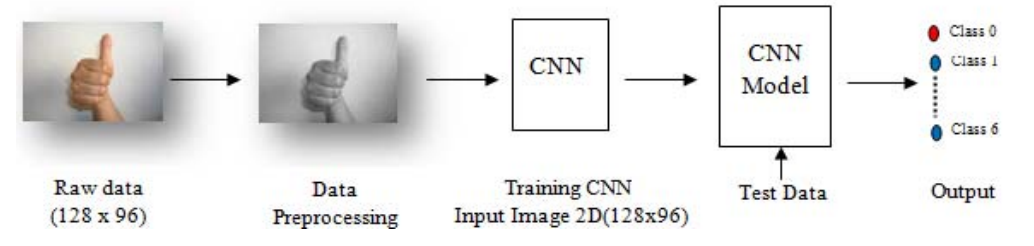 CNN
CNN
Model
Class 0
Class 1
Class 6
Raw data
(128 x 96)
Data
Preprocessing
Training CNN
Input Image 2D(128x96)
Test Data
Output